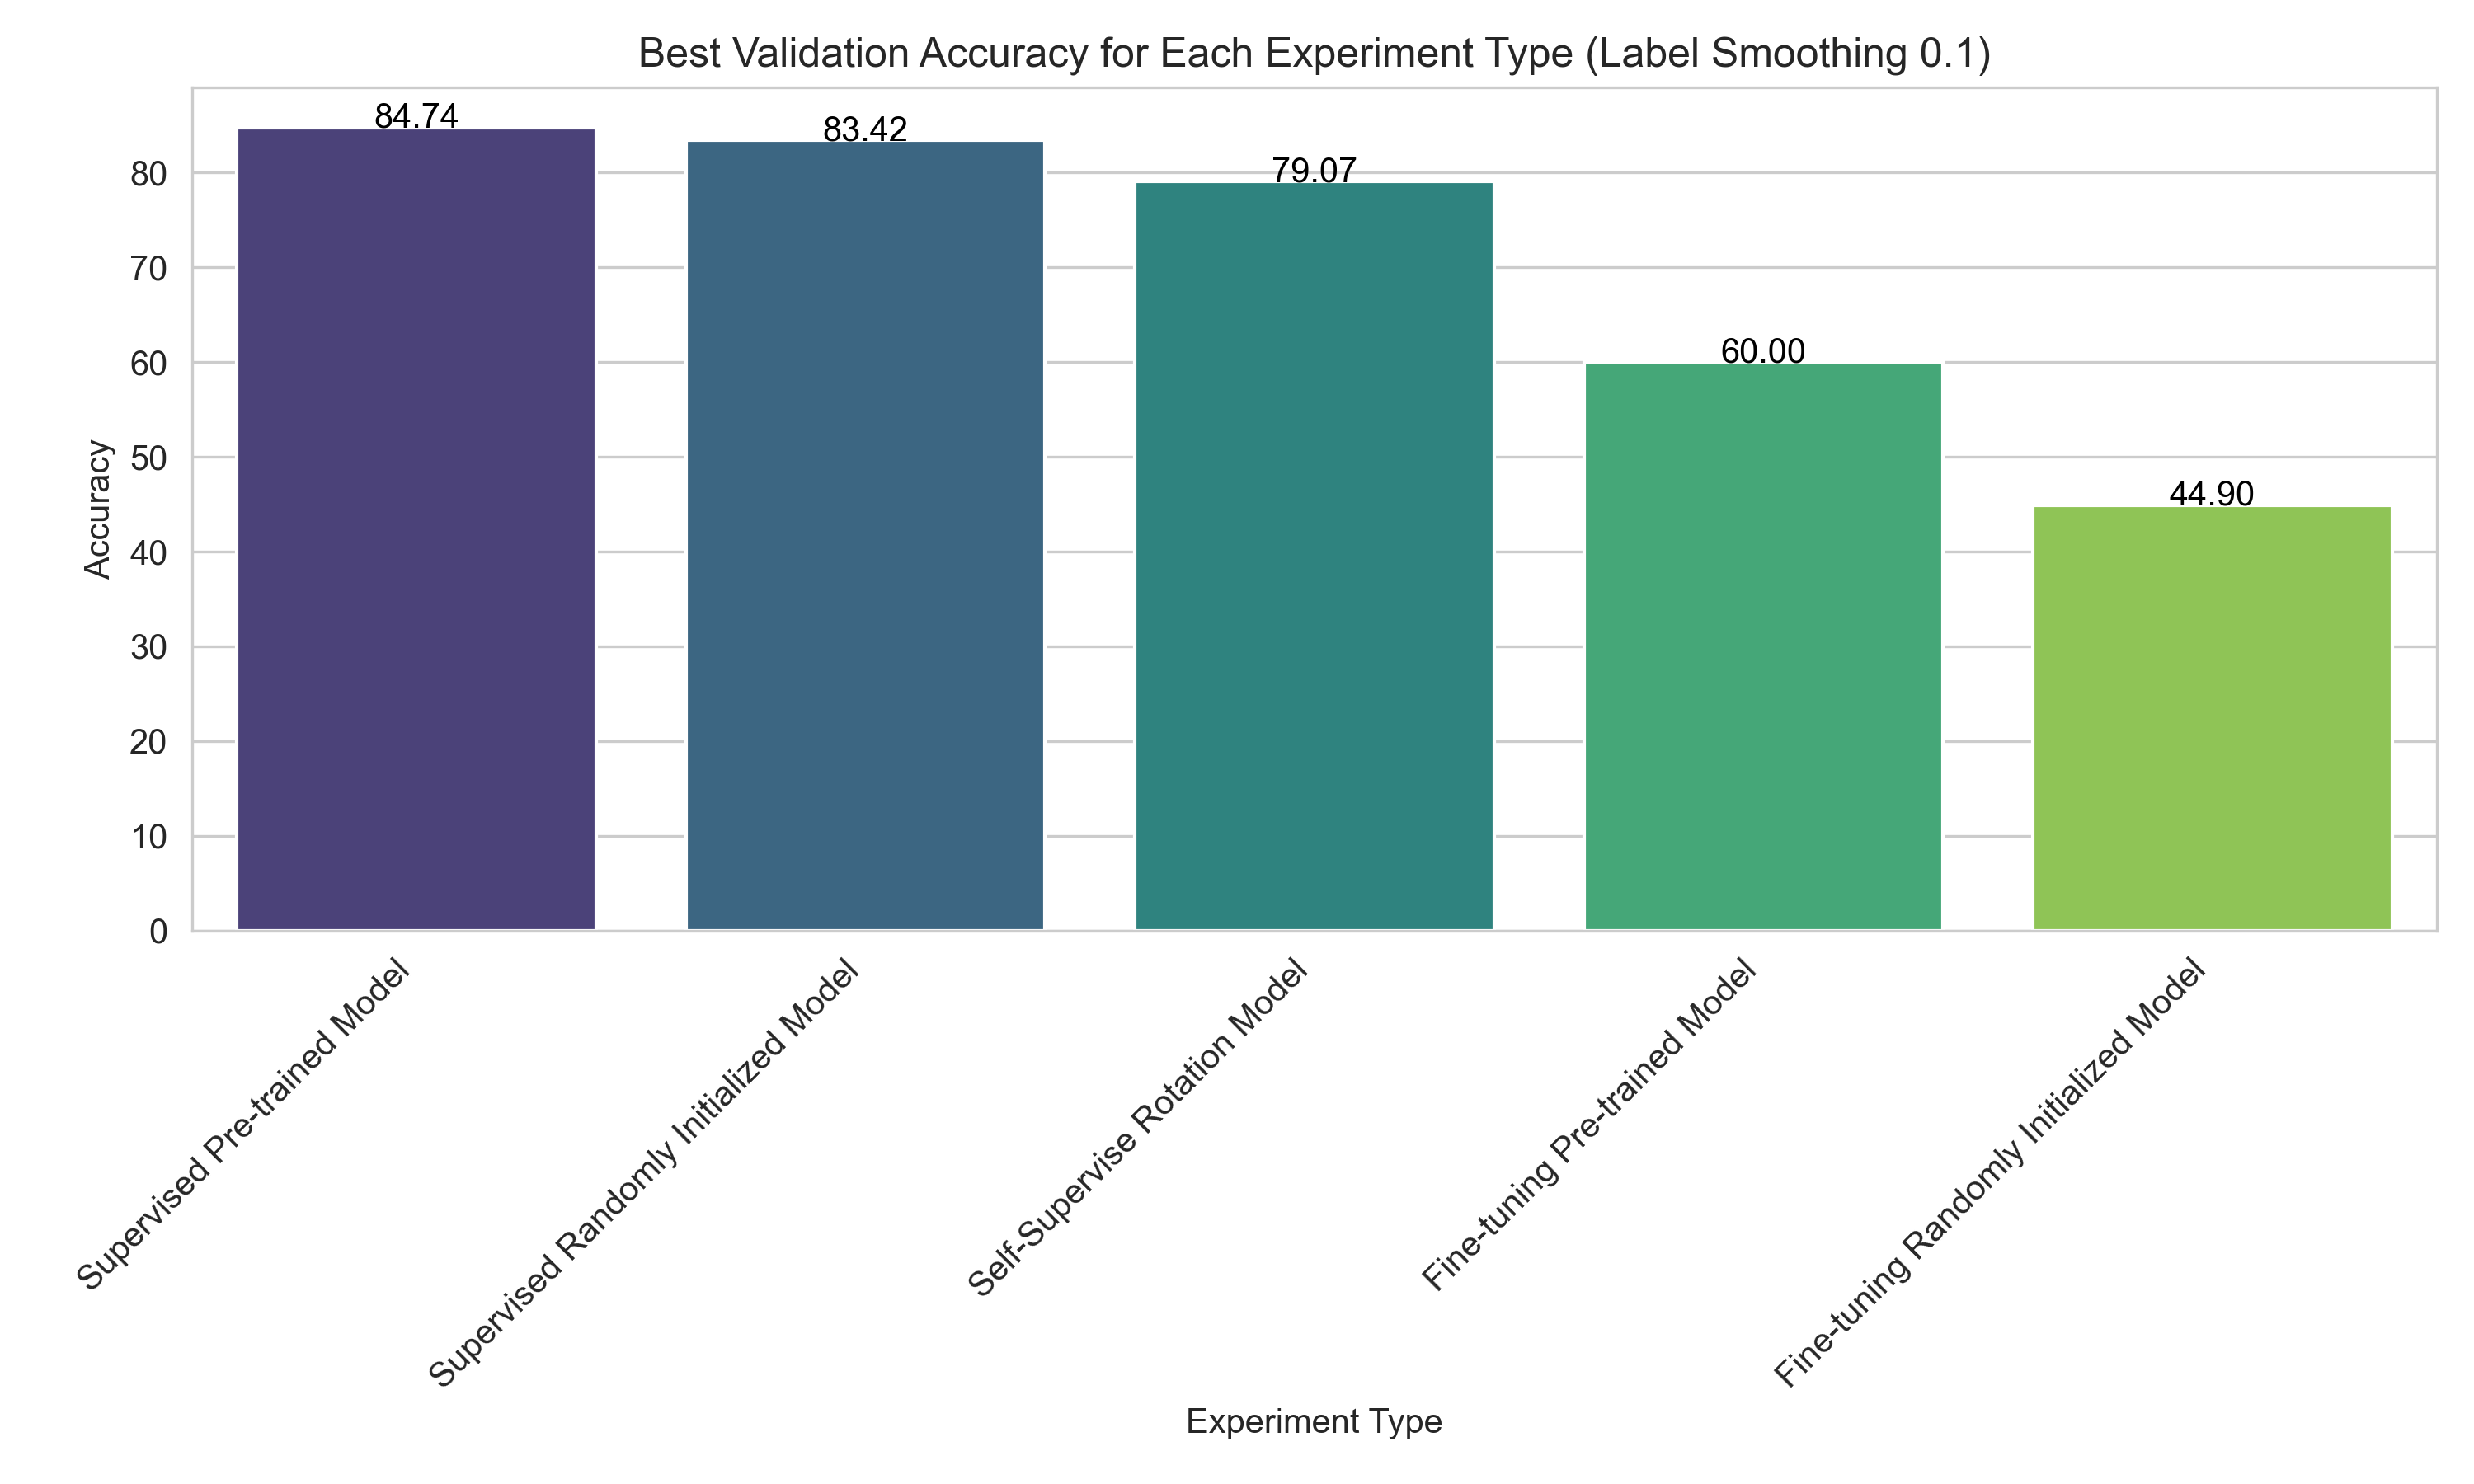 Best Validation Accuracy for Each Experiment Type (Label Smoothing 0.1)
84.74
83.42
79.07
60.00
44.90
Accuracy
80
70
60
50
40
30
20
10
0
Supervised Pre-trained Model
Supervised Randomly Initialized Model
Self-Supervise Rotation Model
Fine-tuning Pre-trained Model
Fine-tuning Randomly Initialized Model
Experiment Type